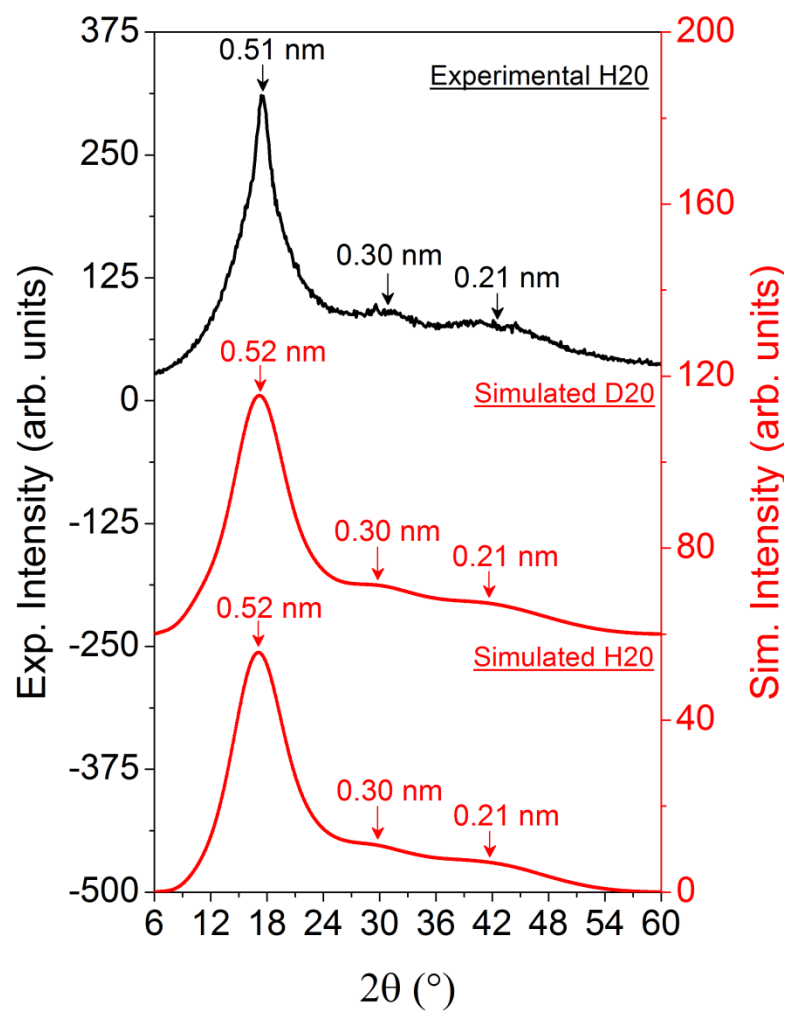 375
250
125
0
-125
-250
-375
-500
Exp. Intensity (arb. units)
200
160
120
80
40
0
Sim. Intensity (arb. units)
0.51 nm
Experimental H20
0.30 nm
0.21 nm
0.52 nm
Simulated D20
0.30 nm
0.21 nm
0.52 nm
Simulated H20
0.30 nm
0.21 nm
6 12 18 24 30 36 42 48 54 60
2θ (°)